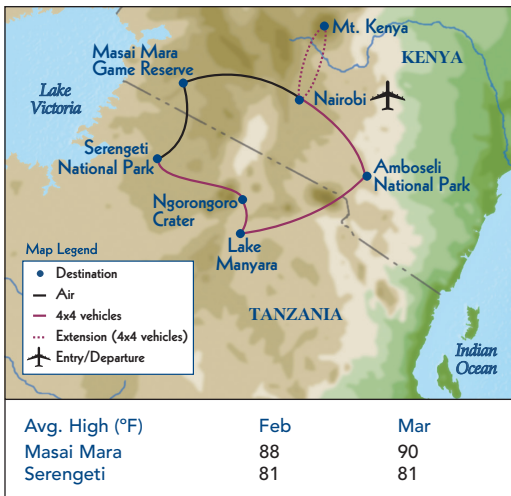 Mt. Kenya
KENYA
Masai Mara
Game Reserve
Lake
Victoria
Nairobi
Serengeti
National Park
Amboseli
National Park
Ngorongoro
Crater
Lake
Manyara
Map Legend
Destination
Air
4x4 vehicles
Extension (4x4 vehicles)
Entry/Departure
TANZANIA
Indian
Ocean
Avg. High (ºF) Feb Mar
Masai Mara 88 90
Serengeti 81 81